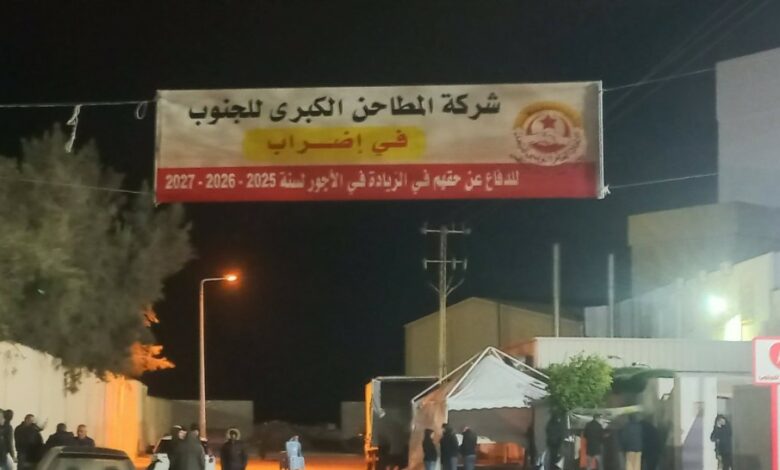 شركة المطاحن الكبرى للجنوب
في إضراب
للدفاع عن حقهم في الزيادة في الأجور لسنة 2025 - 2026 - 2027